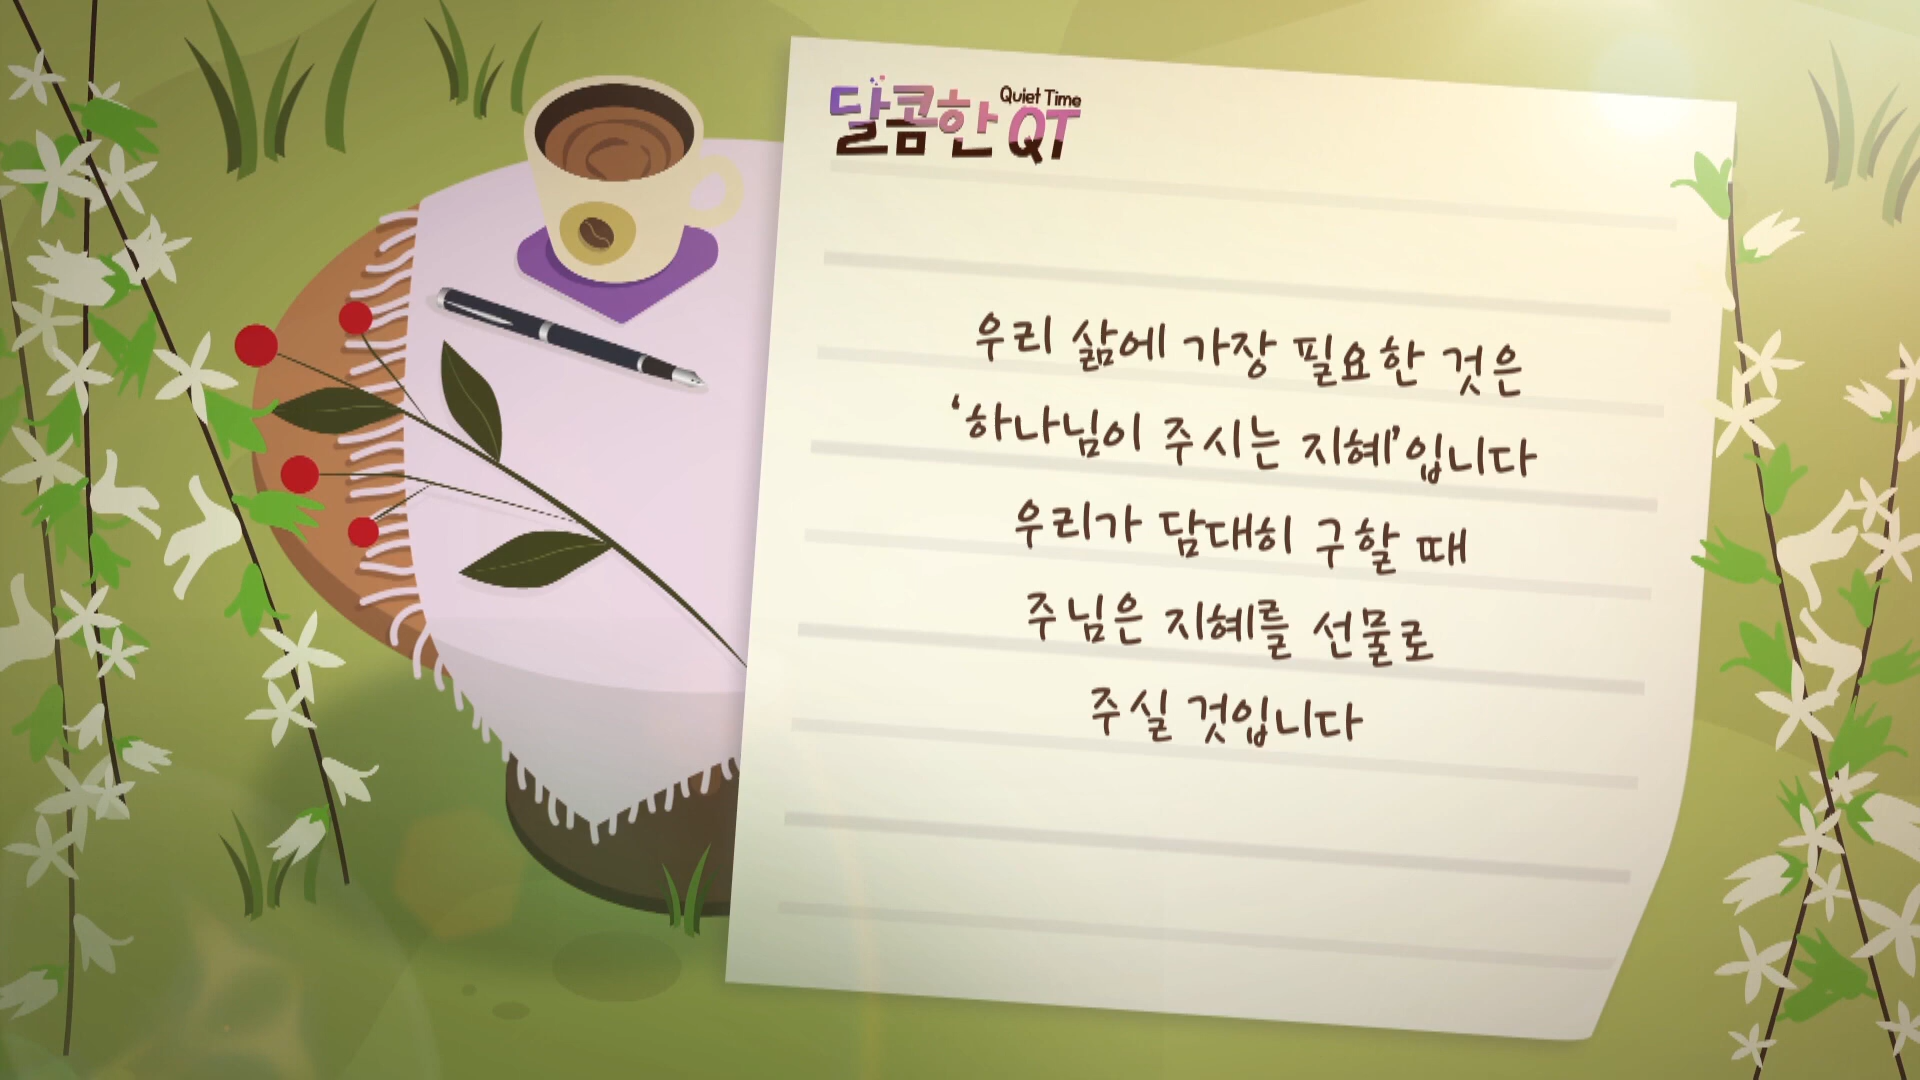 달콤한 QT
Quiet Time
우리 삶에 가장 필요한 것은
‘하나님이 주시는 지혜’입니다
우리가 담대히 구할 때
주님은 지혜를 선물로
주실 것입니다